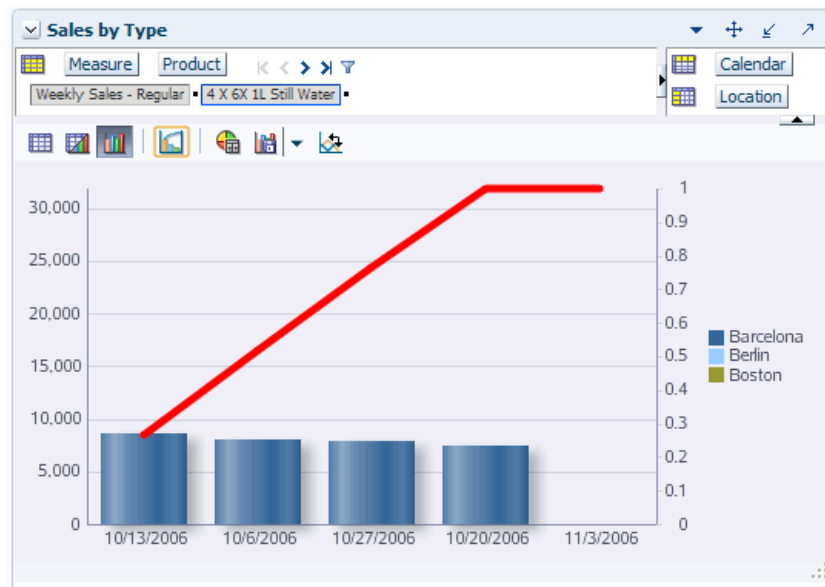 Sales by Type
Measure Product
Weekly Sales - Regular 4 X 6X 1L Still Water
Calendar
Location
30,000
25,000
20,000
15,000
10,000
5,000
0
1
0.9
0.8
0.7
0.6
0.5
0.4
0.3
0.2
0.1
0
10/13/2006 10/6/2006 10/27/2006 10/20/2006 11/3/2006
Barcelona
Berlin
Boston